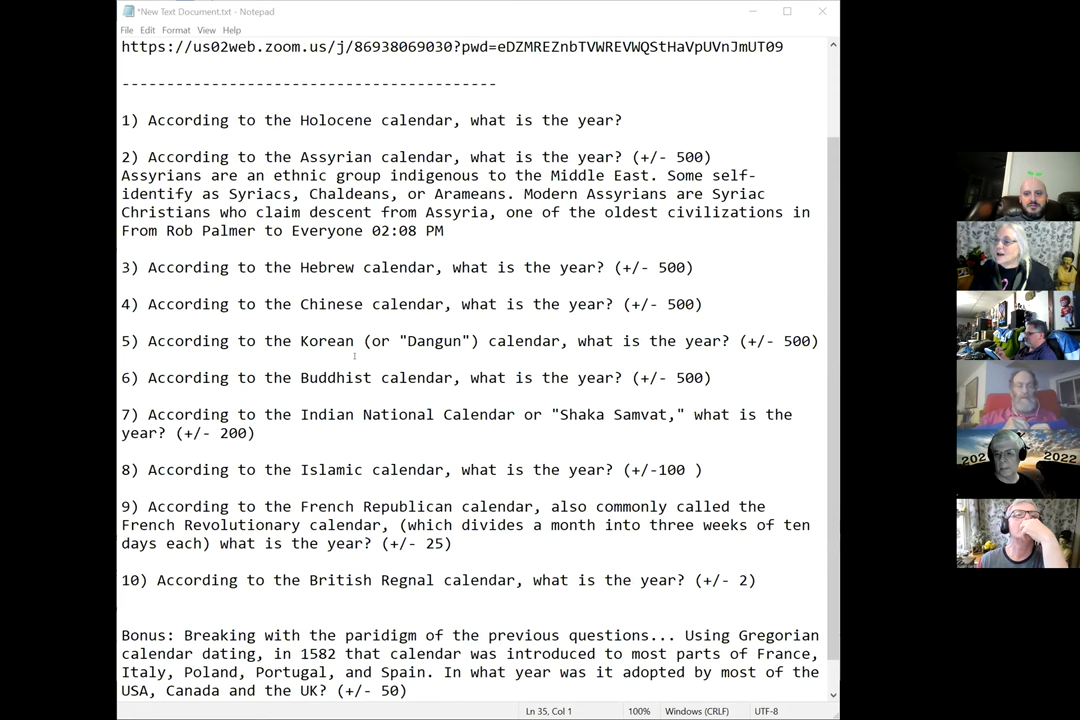 *New Text Document.txt - Notepad
File Edit Format View Help
https://us02web.zoom.us/j/86938069030?pwd=eDZMREZnbTVWREVWQStHaVpUVnJmUT09
------------------------------------------
1) According to the Holocene calendar, what is the year?
2) According to the Assyrian calendar, what is the year? (+/- 500)
Assyrians are an ethnic group indigenous to the Middle East. Some self-
identify as Syriacs, Chaldeans, or Arameans. Modern Assyrians are Syriac
Christians who claim descent from Assyria, one of the oldest civilizations in
From Rob Palmer to Everyone 02:08 PM
3) According to the Hebrew calendar, what is the year? (+/- 500)
4) According to the Chinese calendar, what is the year? (+/- 500)
5) According to the Korean (or "Dangun") calendar, what is the year? (+/- 500)
6) According to the Buddhist calendar, what is the year? (+/- 500)
7) According to the Indian National Calendar or "Shaka Samvat," what is the
year? (+/- 200)
8) According to the Islamic calendar, what is the year? (+/-100 )
9) According to the French Republican calendar, also commonly called the
French Revolutionary calendar, (which divides a month into three weeks of ten
days each) what is the year? (+/- 25)
10) According to the British Regnal calendar, what is the year? (+/- 2)
Bonus: Breaking with the paridigm of the previous questions... Using Gregorian
calendar dating, in 1582 that calendar was introduced to most parts of France,
Italy, Poland, Portugal, and Spain. In what year was it adopted by most of the
USA, Canada and the UK? (+/- 50)
Ln 35, Col 1 100% Windows (CRLF) UTF-8
202 2022